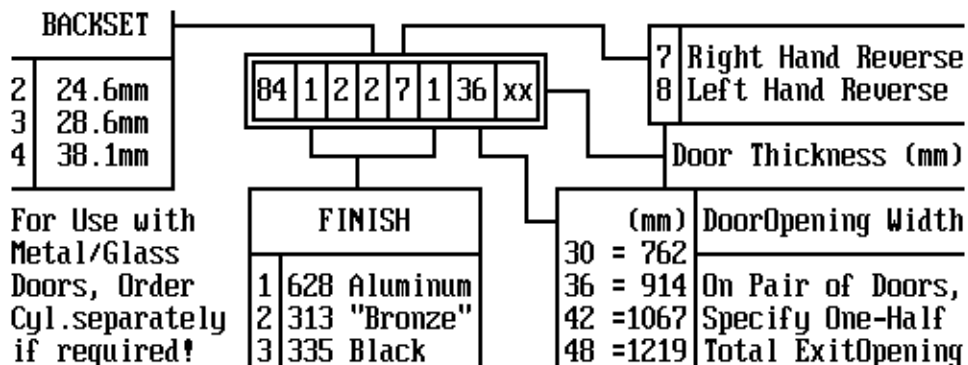 BACKSET
2 24.6mm
3 28.6mm
4 38.1mm
84 1 2 2 7 1 36 xx
7 Right Hand Reverse
8 Left Hand Reverse
Door Thickness (mm)
For Use with
Metal/Glass
Doors, Order
Cyl.separately
if required!
FINISH
1 628 Aluminum
2 313 "Bronze"
3 335 Black
(mm) DoorOpening Width
30 = 762
36 = 914 On Pair of Doors,
42 =1067 Specify One-Half
48 =1219 Total ExitOpening